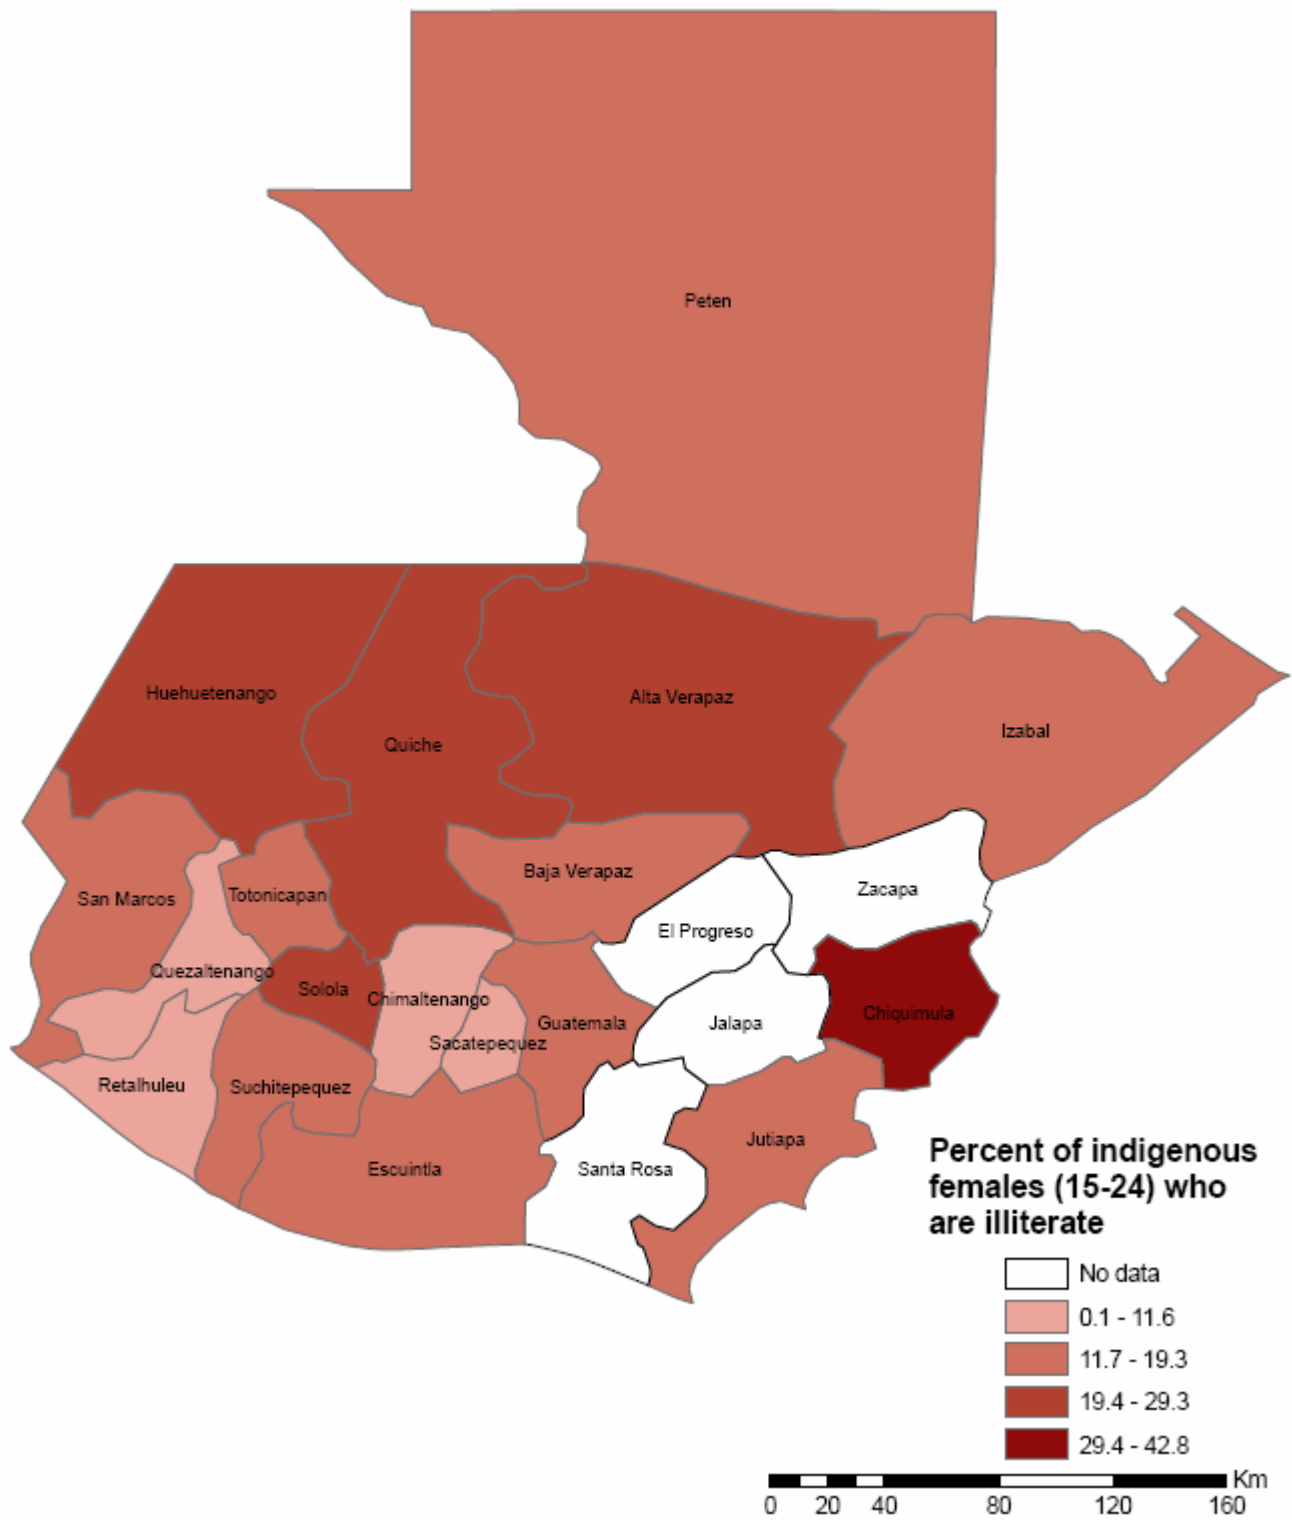 Peten
Huehuetenango
Alta Verapaz
Quiche
Izabal
Baja Verapaz
Zacapa
San Marcos
Totonicapan
El Progreso
Quezaltenango
Solola
Chimaltenango
Chiquimula
Guatemala
Jalapa
Sacatepequez
Retalhuleu
Suchitepequez
Jutiapa
Escuintla
Santa Rosa
Percent of indigenous
females (15-24) who
are illiterate
No data
0.1 - 11.6
11.7 - 19.3
19.4 - 29.3
29.4 - 42.8
Km
0 20 40 80 120 160